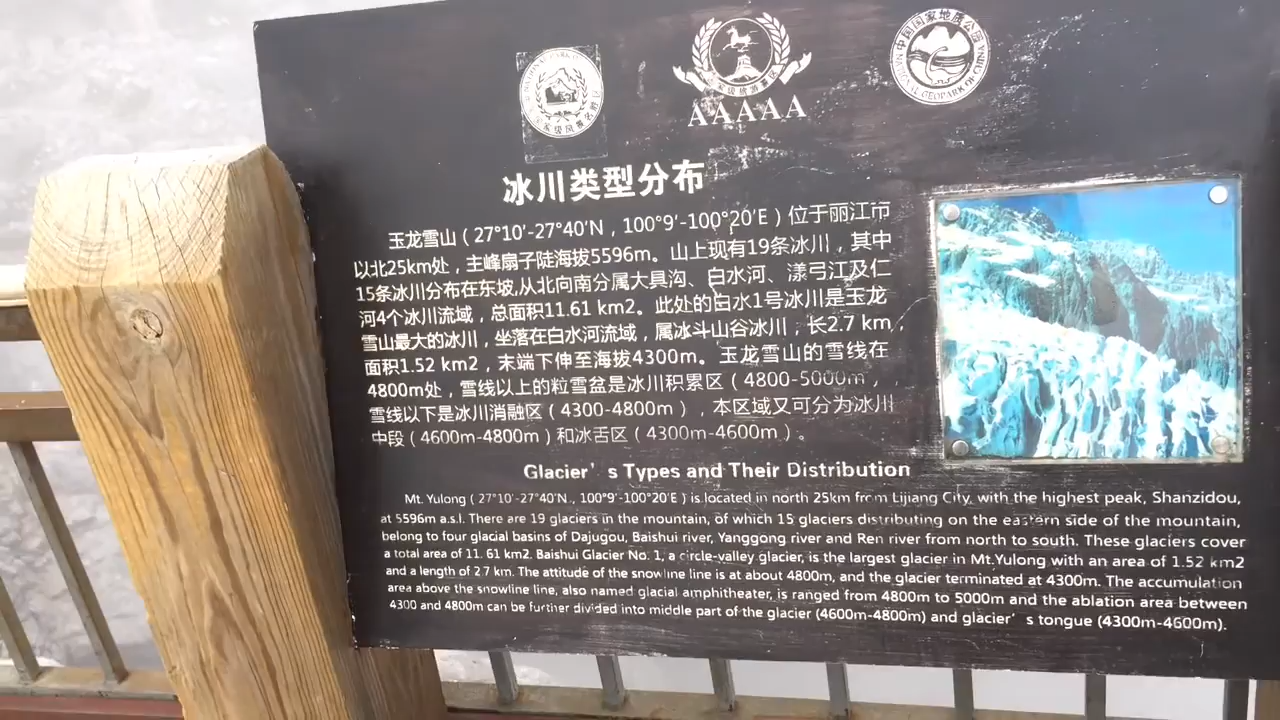 AAAAA
中国国家地质公园
NATIONAL GEOPARK OF CHINA
冰川类型分布
玉龙雪山（27°10′-27°40′N，100°9′-100°20′E）位于丽江市
以北25km处，主峰扇子陡海拔5596m。山上现有19条冰川，其中
15条冰川分布在东坡,从北向南分属大具沟、白水河、漾弓江及仁
河4个冰川流域，总面积11.61 km2。此处的白水1号冰川是玉龙
雪山最大的冰川，坐落在白水河流域，属冰斗山谷冰川，长2.7 km，
面积1.52 km2，末端下伸至海拔4300m。玉龙雪山的雪线在
4800m处，雪线以上的粒雪盆是冰川积累区（4800-5000m），
雪线以下是冰川消融区（4300-4800m），本区域又可分为冰川
中段（4600m-4800m）和冰舌区（4300m-4600m）。
Glacier's Types and Their Distribution
Mt. Yulong（27°10′-27°40′N., 100°9′-100°20′E）is located in north 25km from Lijiang City, with the highest peak, Shanzidou,
at 5596m a.s.l. There are 19 glaciers in the mountain, of which 15 glaciers distributing on the eastern side of the mountain,
belong to four glacial basins of Dajugou, Baishui river, Yanggong river and Ren river from north to south. These glaciers cover
a total area of 11.61 km2. Baishui Glacier No. 1, a circle-valley glacier, is the largest glacier in Mt.Yulong with an area of 1.52 km2
and a length of 2.7 km. The attitude of the snowline line is at about 4800m, and the glacier terminated at 4300m. The accumulation
area above the snowline line, also named glacial amphitheater, is ranged from 4800m to 5000m and the ablation area between
4300 and 4800m can be further divided into middle part of the glacier (4600m-4800m) and glacier's tongue (4300m-4600m).